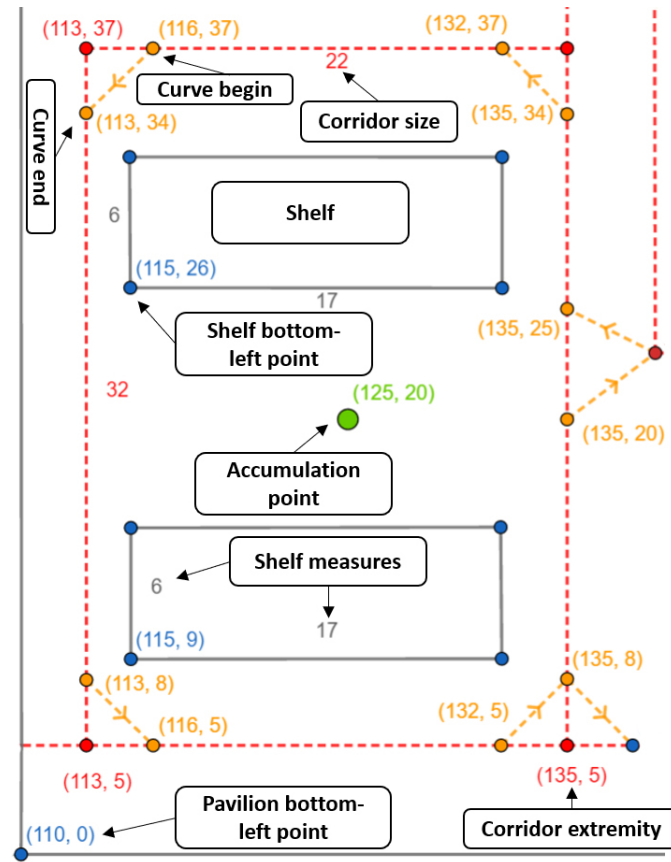 (113, 37)
(116, 37)
(132, 37)
22
Curve begin
Corridor size
(113, 34)
(135, 34)
Curve end
6
Shelf
(115, 26)
17
Shelf bottom-
left point
(135, 25)
32
(125, 20)
(135, 20)
Accumulation
point
Shelf measures
6
17
(115, 9)
(135, 8)
(113, 8)
(116, 5)
(132, 5)
(113, 5)
(135, 5)
Pavilion bottom-
left point
(110, 0)
Corridor extremity